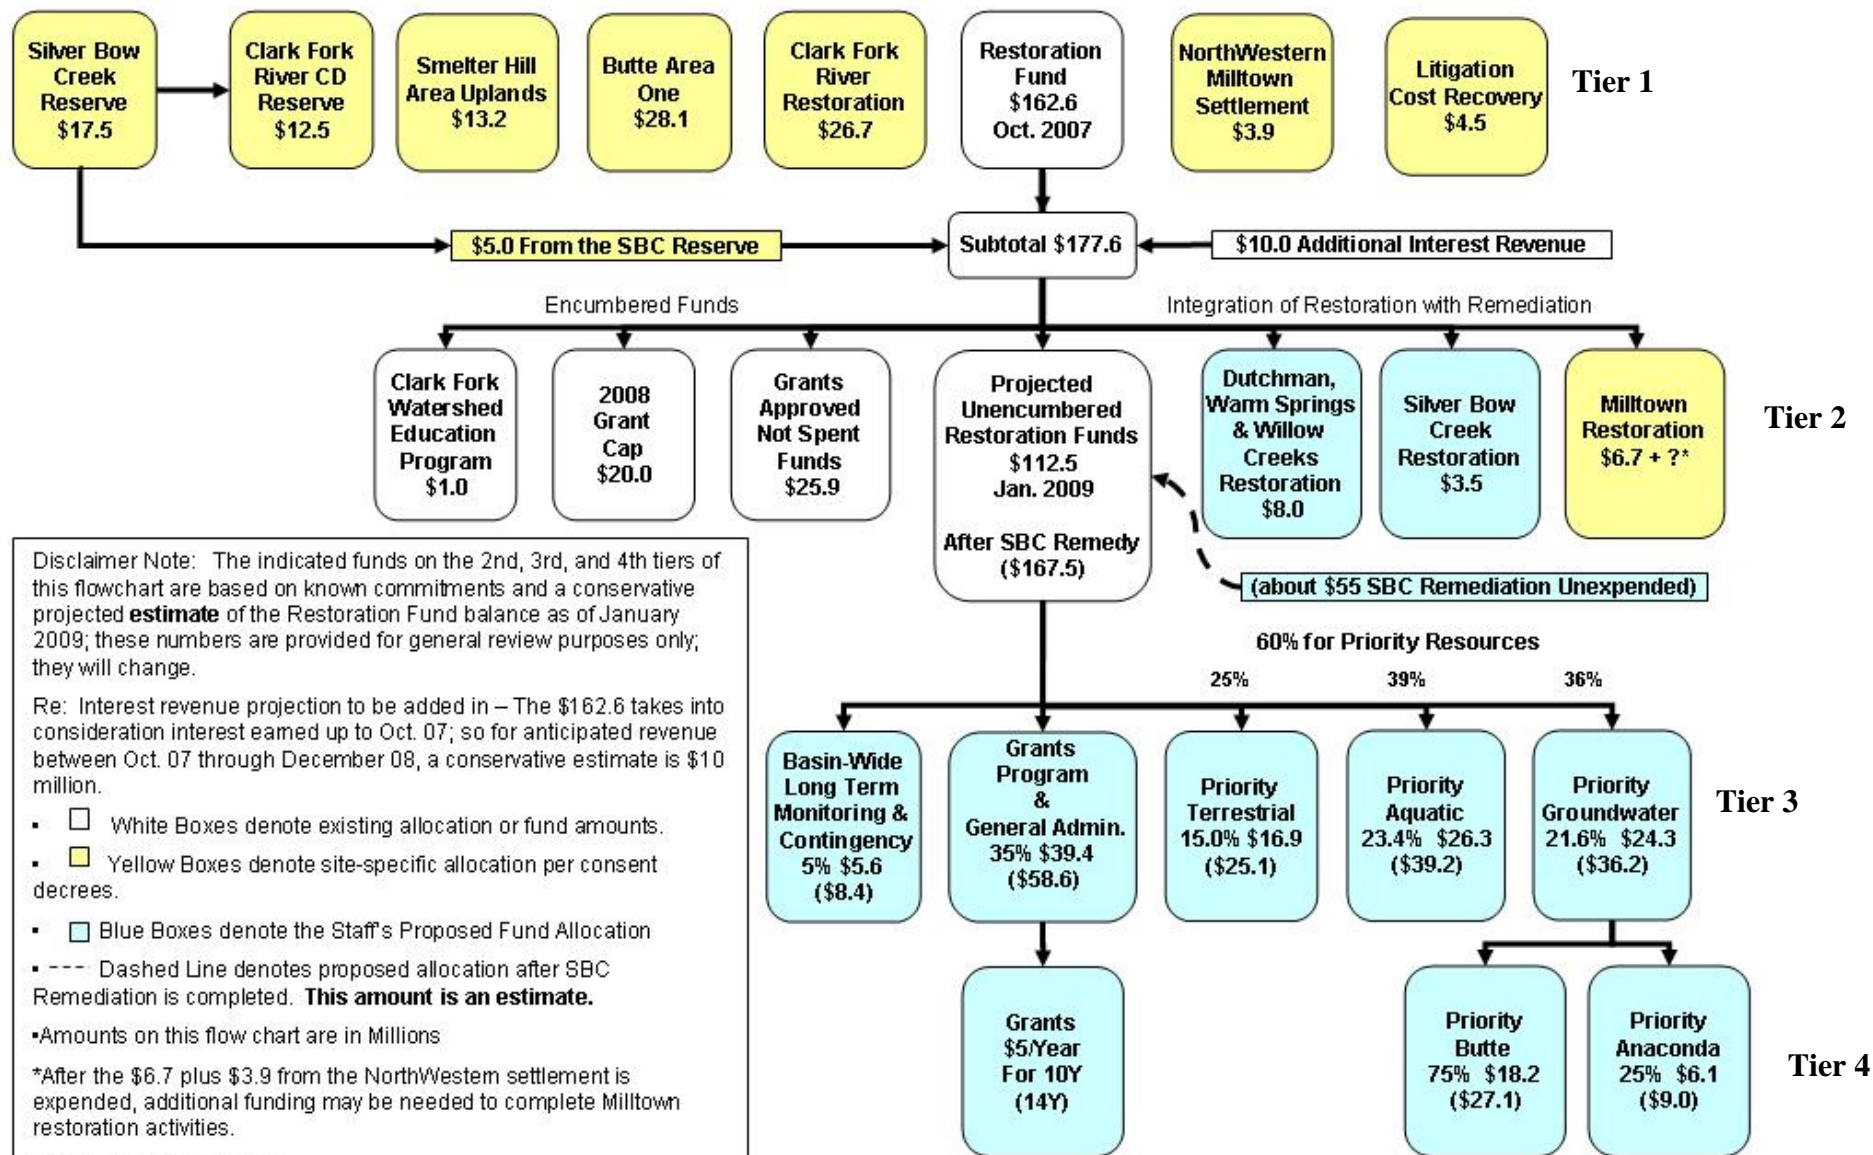 Silver Bow
Creek
Reserve
$17.5
Clark Fork
River CD
Reserve
$12.5
Smelter Hill
Area Uplands
$13.2
Butte Area
One
$28.1
Clark Fork
River
Restoration
$26.7
Restoration
Fund
$162.6
Oct. 2007
NorthWestern
Milltown
Settlement
$3.9
Litigation
Cost Recovery
$4.5
Tier 1
$5.0 From the SBC Reserve
Subtotal $177.6
$10.0 Additional Interest Revenue
Encumbered Funds
Integration of Restoration with Remediation
Clark Fork
Watershed
Education
Program
$1.0
2008
Grant
Cap
$20.0
Grants
Approved
Not Spent
Funds
$25.9
Projected
Unencumbered
Restoration Funds
$112.5
Jan. 2009
After SBC Remedy
($167.5)
Dutchman,
Warm Springs
& Willow
Creeks
Restoration
$8.0
Silver Bow
Creek
Restoration
$3.5
Milltown
Restoration
$6.7 + ?*
Tier 2
(about $55 SBC Remediation Unexpended)
Disclaimer Note: The indicated funds on the 2nd, 3rd, and 4th tiers of
this flowchart are based on known commitments and a conservative
projected estimate of the Restoration Fund balance as of January
2009; these numbers are provided for general review purposes only;
they will change.
Re: Interest revenue projection to be added in – The $162.6 takes into
consideration interest earned up to Oct. 07; so for anticipated revenue
between Oct. 07 through December 08, a conservative estimate is $10
million.
▪ White Boxes denote existing allocation or fund amounts.
▪ Yellow Boxes denote site-specific allocation per consent
decrees.
▪ Blue Boxes denote the Staff's Proposed Fund Allocation
▪ ---- Dashed Line denotes proposed allocation after SBC
Remediation is completed. This amount is an estimate.
▪Amounts on this flow chart are in Millions
*After the $6.7 plus $3.9 from the NorthWestern settlement is
expended, additional funding may be needed to complete Milltown
restoration activities.
60% for Priority Resources
25%
39%
36%
Basin-Wide
Long Term
Monitoring &
Contingency
5% $5.6
($8.4)
Grants
Program
&
General Admin.
35% $39.4
($58.6)
Priority
Terrestrial
15.0% $16.9
($25.1)
Priority
Aquatic
23.4% $26.3
($39.2)
Priority
Groundwater
21.6% $24.3
($36.2)
Tier 3
Grants
$5/Year
For 10Y
(14Y)
Priority
Butte
75% $18.2
($27.1)
Priority
Anaconda
25% $6.1
($9.0)
Tier 4